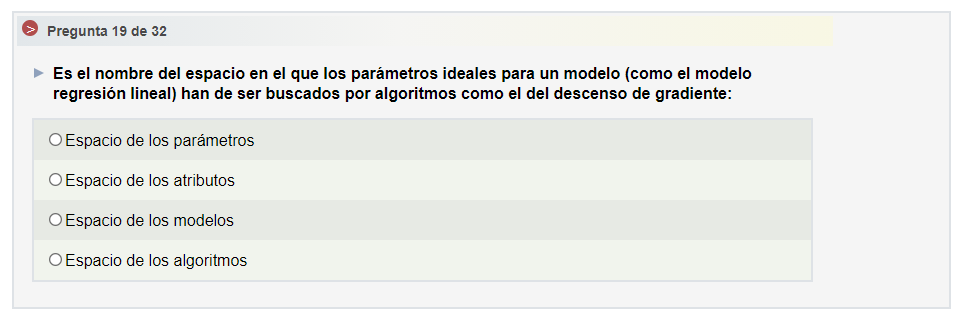 Pregunta 19 de 32
Es el nombre del espacio en el que los parámetros ideales para un modelo (como el modelo
regresión lineal) han de ser buscados por algoritmos como el del descenso de gradiente:
Espacio de los parámetros
Espacio de los atributos
Espacio de los modelos
Espacio de los algoritmos